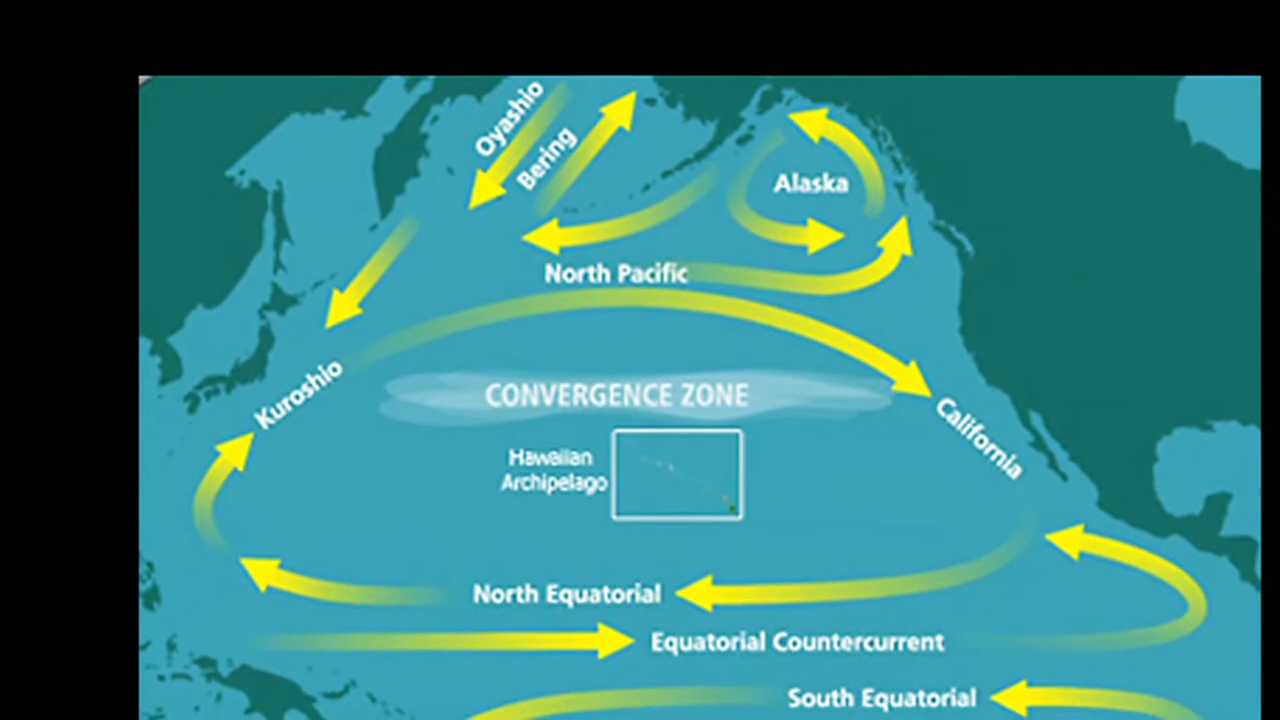 Oyashio
Bering
Alaska
North Pacific
Kuroshio
CONVERGENCE ZONE
California
Hawaiian
Archipelago
North Equatorial
Equatorial Countercurrent
South Equatorial